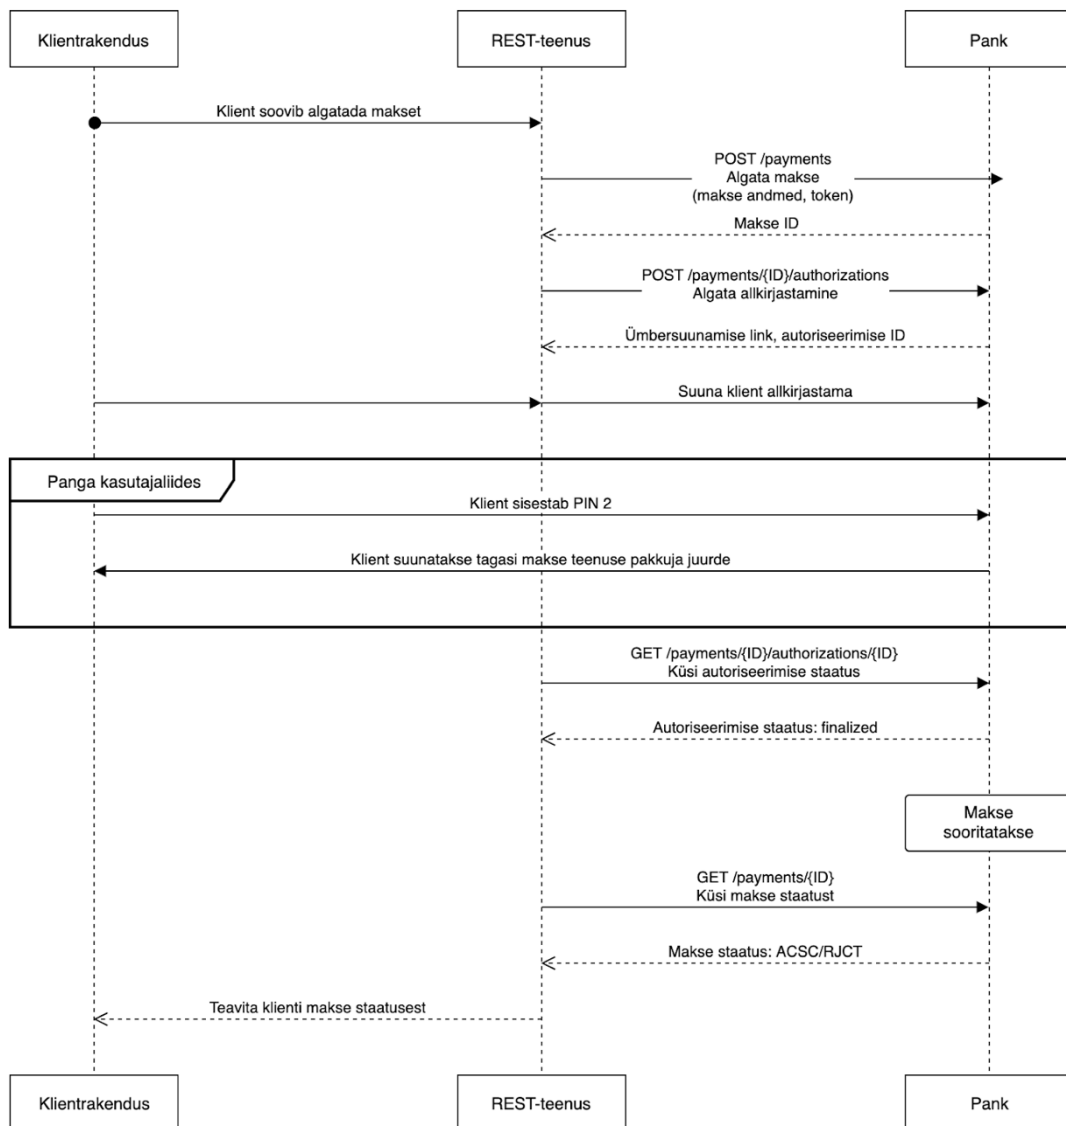 Klientrakendus
REST-teenus
Pank
Klient soovib algatada makset
POST /payments
Algata makse
(makse andmed, token)
Makse ID
POST /payments/{ID}/authorizations
Algata allkirjastamine
Ümbersuunamise link, autoriseerimise ID
Suuna klient allkirjastama
Panga kasutajaliides
Klient sisestab PIN 2
Klient suunatakse tagasi makse teenuse pakkuja juurde
GET /payments/{ID}/authorizations/{ID}
Küsi autoriseerimise staatus
Autoriseerimise staatus: finalized
Makse
sooritatakse
GET /payments/{ID}
Küsi makse staatust
Makse staatus: ACSC/RJCT
Teavita klienti makse staatusest
Klientrakendus
REST-teenus
Pank